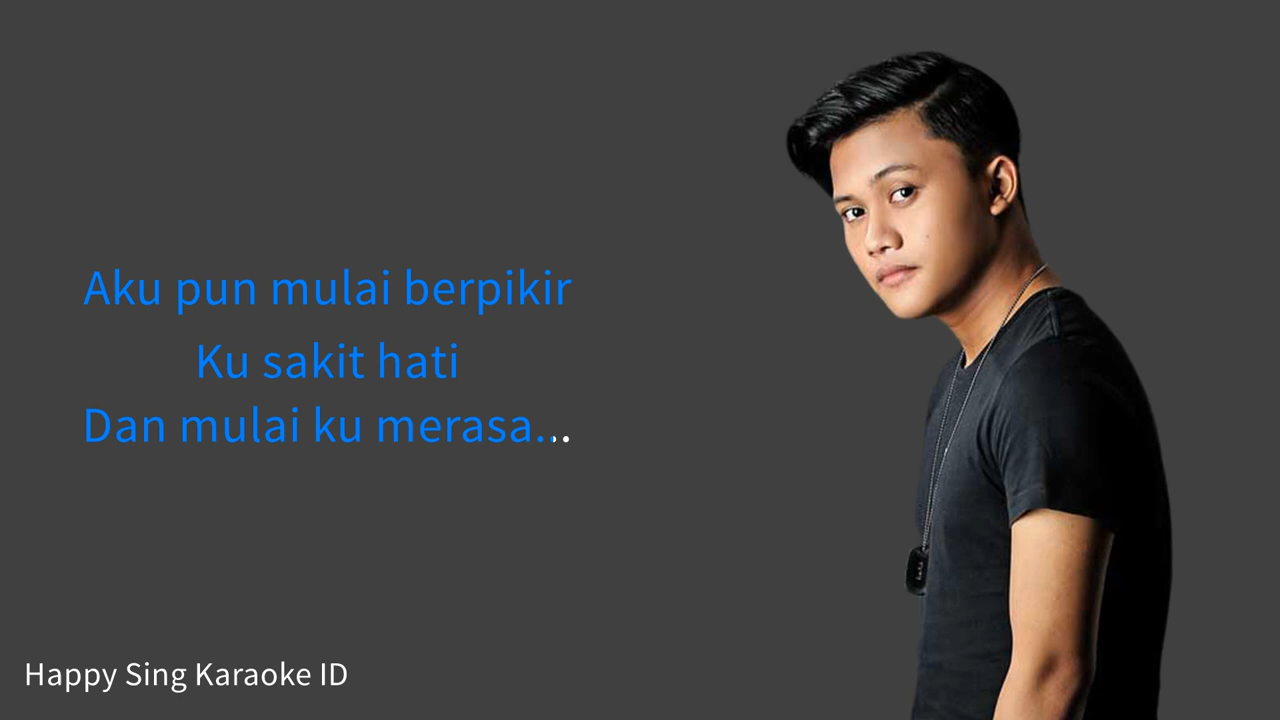 Aku pun mulai berpikir
Ku sakit hati
Dan mulai ku merasa...
Happy Sing Karaoke ID